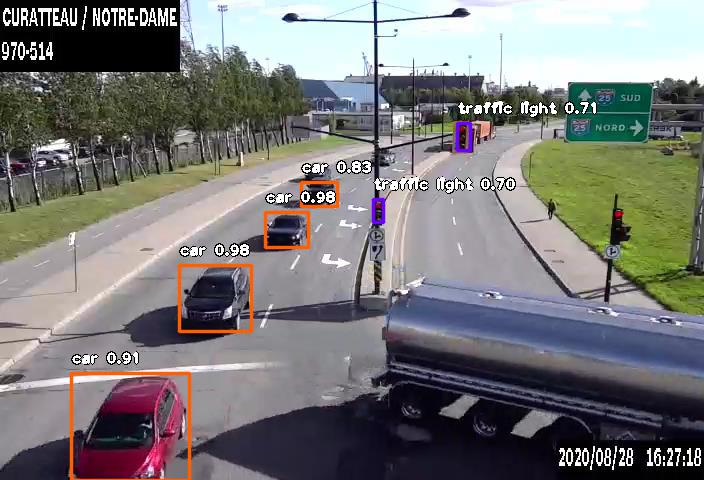 CURATTEAU / NOTRE-DAME
970-514
traffic light 0.71
25 SUD
25 NORD
car 0.83
car 0.98
traffic light 0.70
car 0.98
car 0.91
2020/08/28 16:27:18